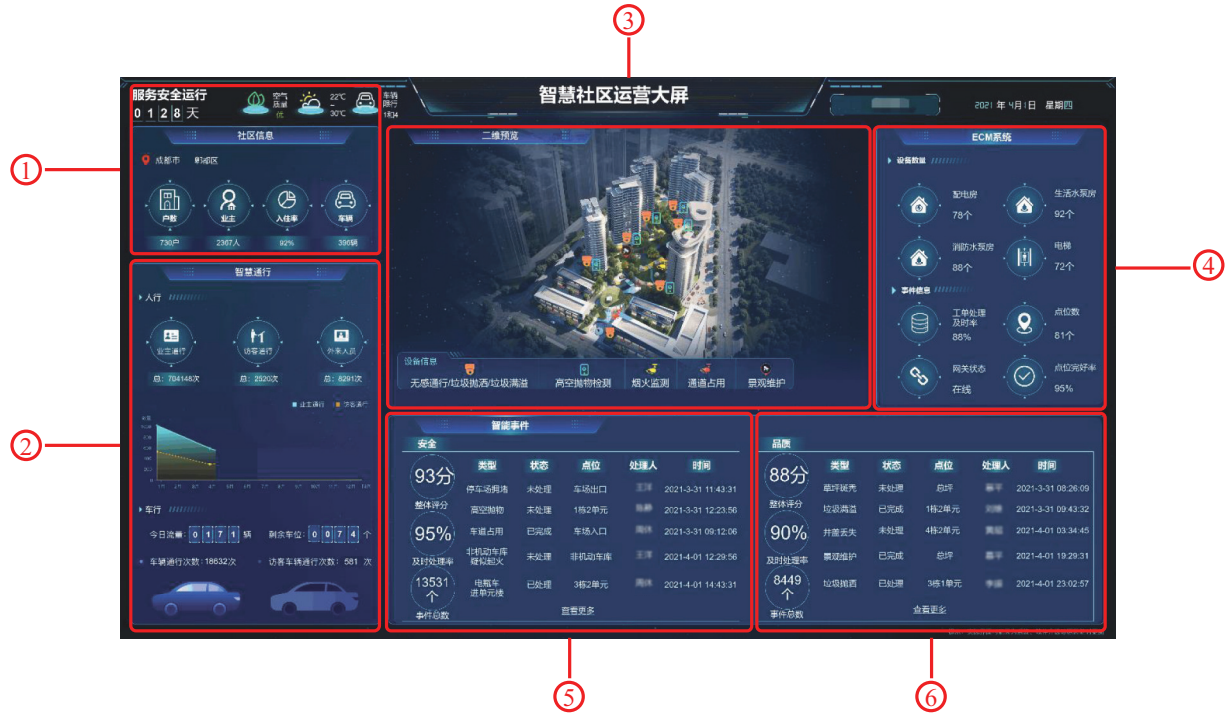 ③
智慧社区运营大屏
服务安全运行
0 1 2 8 天
空气
质量
优
22℃
~
30℃
车辆
限行
2021 年 4月1日 星期四
①
社区信息
成都市 郫都区
户数 业主 入住率 车辆
730户 2367人 92% 396辆
②
智慧通行
人行
业主通行 访客通行 外来人员
总: 704146次 总: 2520次 总: 8291次
业主通行 访客通行
车行
今日流量: 0 1 7 1 辆 剩余车位: 0 0 7 4 个
车辆通行次数: 18632次 访客车辆通行次数: 581 次
二维预览
设备信息
无感通行/垃圾抛洒/垃圾满溢 高空抛物检测 烟火监测 通道占用 景观维护
④
ECM系统
设备数量
配电房
78个
生活水泵房
92个
消防水泵房
88个
电梯
72个
事件信息
工单处理
及时率
88%
点位数
81个
网关状态
在线
点位完好率
95%
⑤
智能事件
安全
93分
整体评分
95%
及时处理率
13531
个
事件总数
类型 状态 点位 处理人 时间
停车场拥堵 未处理 车场出口 2021-3-31 11:43:31
高空抛物 未处理 1栋2单元 2021-3-31 12:23:56
车道占用 已完成 车场入口 2021-3-31 09:12:06
非机动车库
疑似起火 未处理 非机动车库 2021-4-01 12:29:56
电瓶车
进单元楼 已处理 3栋2单元 2021-4-01 14:43:31
查看更多
⑥
品质
88分
整体评分
90%
及时处理率
8449
个
事件总数
类型 状态 点位 处理人 时间
草坪斑秃 未处理 总坪 2021-3-31 08:26:09
垃圾满溢 已完成 1栋2单元 2021-3-31 09:43:32
井盖丢失 未处理 4栋2单元 2021-4-01 03:34:45
景观维护 已完成 总坪 2021-4-01 19:29:31
垃圾抛洒 已处理 3栋1单元 2021-4-01 23:02:57
查看更多